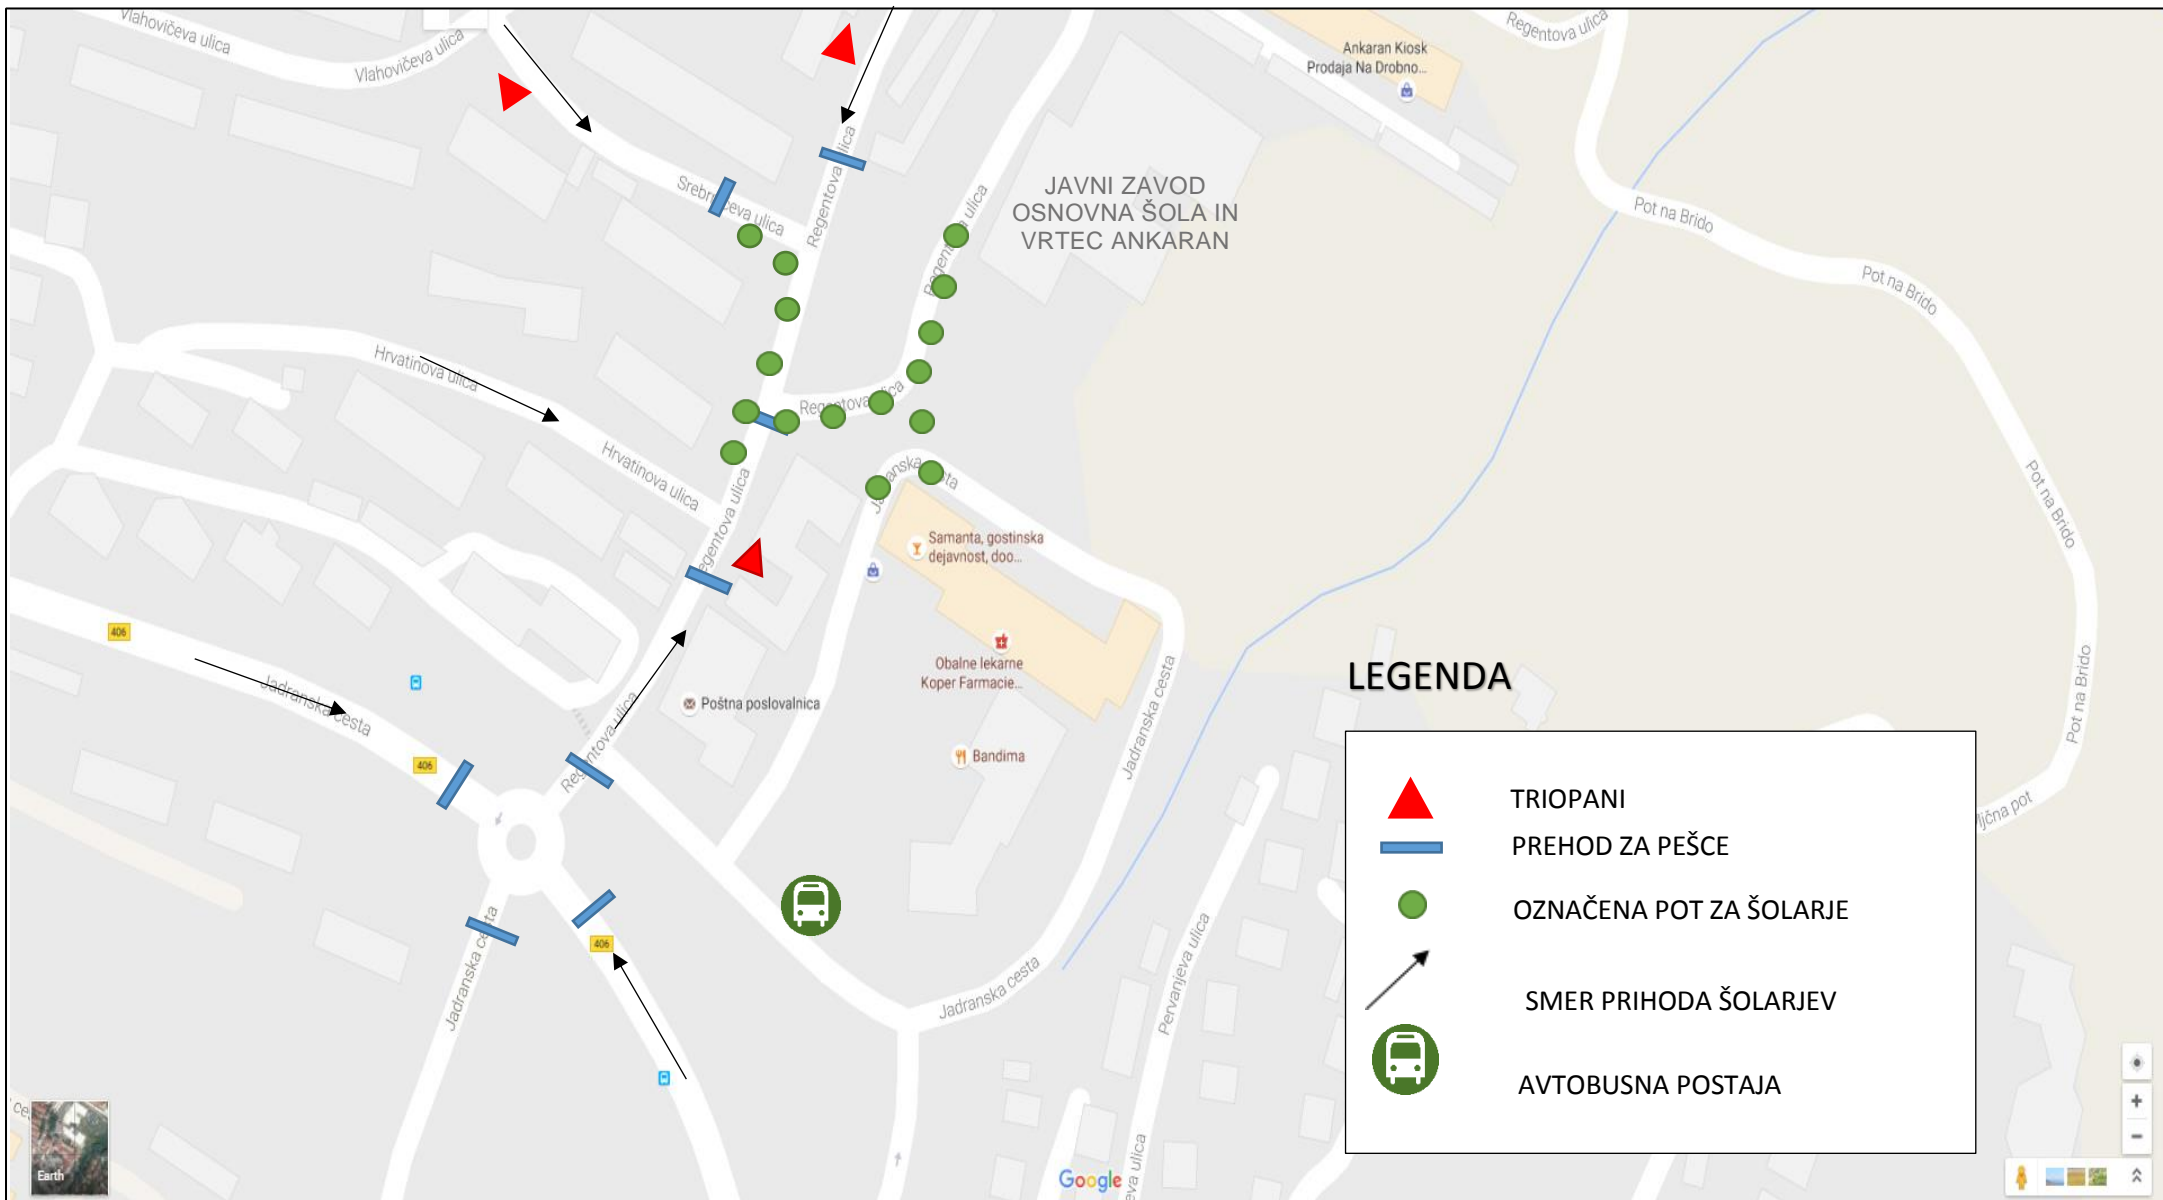 Vlahovičeva ulica
Vlahovičeva ulica
Regentova ulica
Ankaran Kiosk
Prodaja Na Drobno...
JAVNI ZAVOD
OSNOVNA ŠOLA IN
VRTEC ANKARAN
Regentova ulica
ulica
Pot na Brido
Pot na Brido
Hrvatinova ulica
Hrvatinova ulica
Regentova ulica
Jadranska cesta
Samanta, gostinska
dejavnost, doo...
Pot na Brido
406
Jadranska cesta
Obalne lekarne
Koper Farmacie...
Poštna poslovalnica
Regentova ulica
Bandima
Jadranska cesta
Pot na Brido
406
406
Jadranska cesta
Jadranska cesta
Pervanjeva ulica
LEGENDA
TRIOPANI
PREHOD ZA PEŠCE
OZNAČENA POT ZA ŠOLARJE
SMER PRIHODA ŠOLARJEV
AVTOBUSNA POSTAJA
Earth
Google